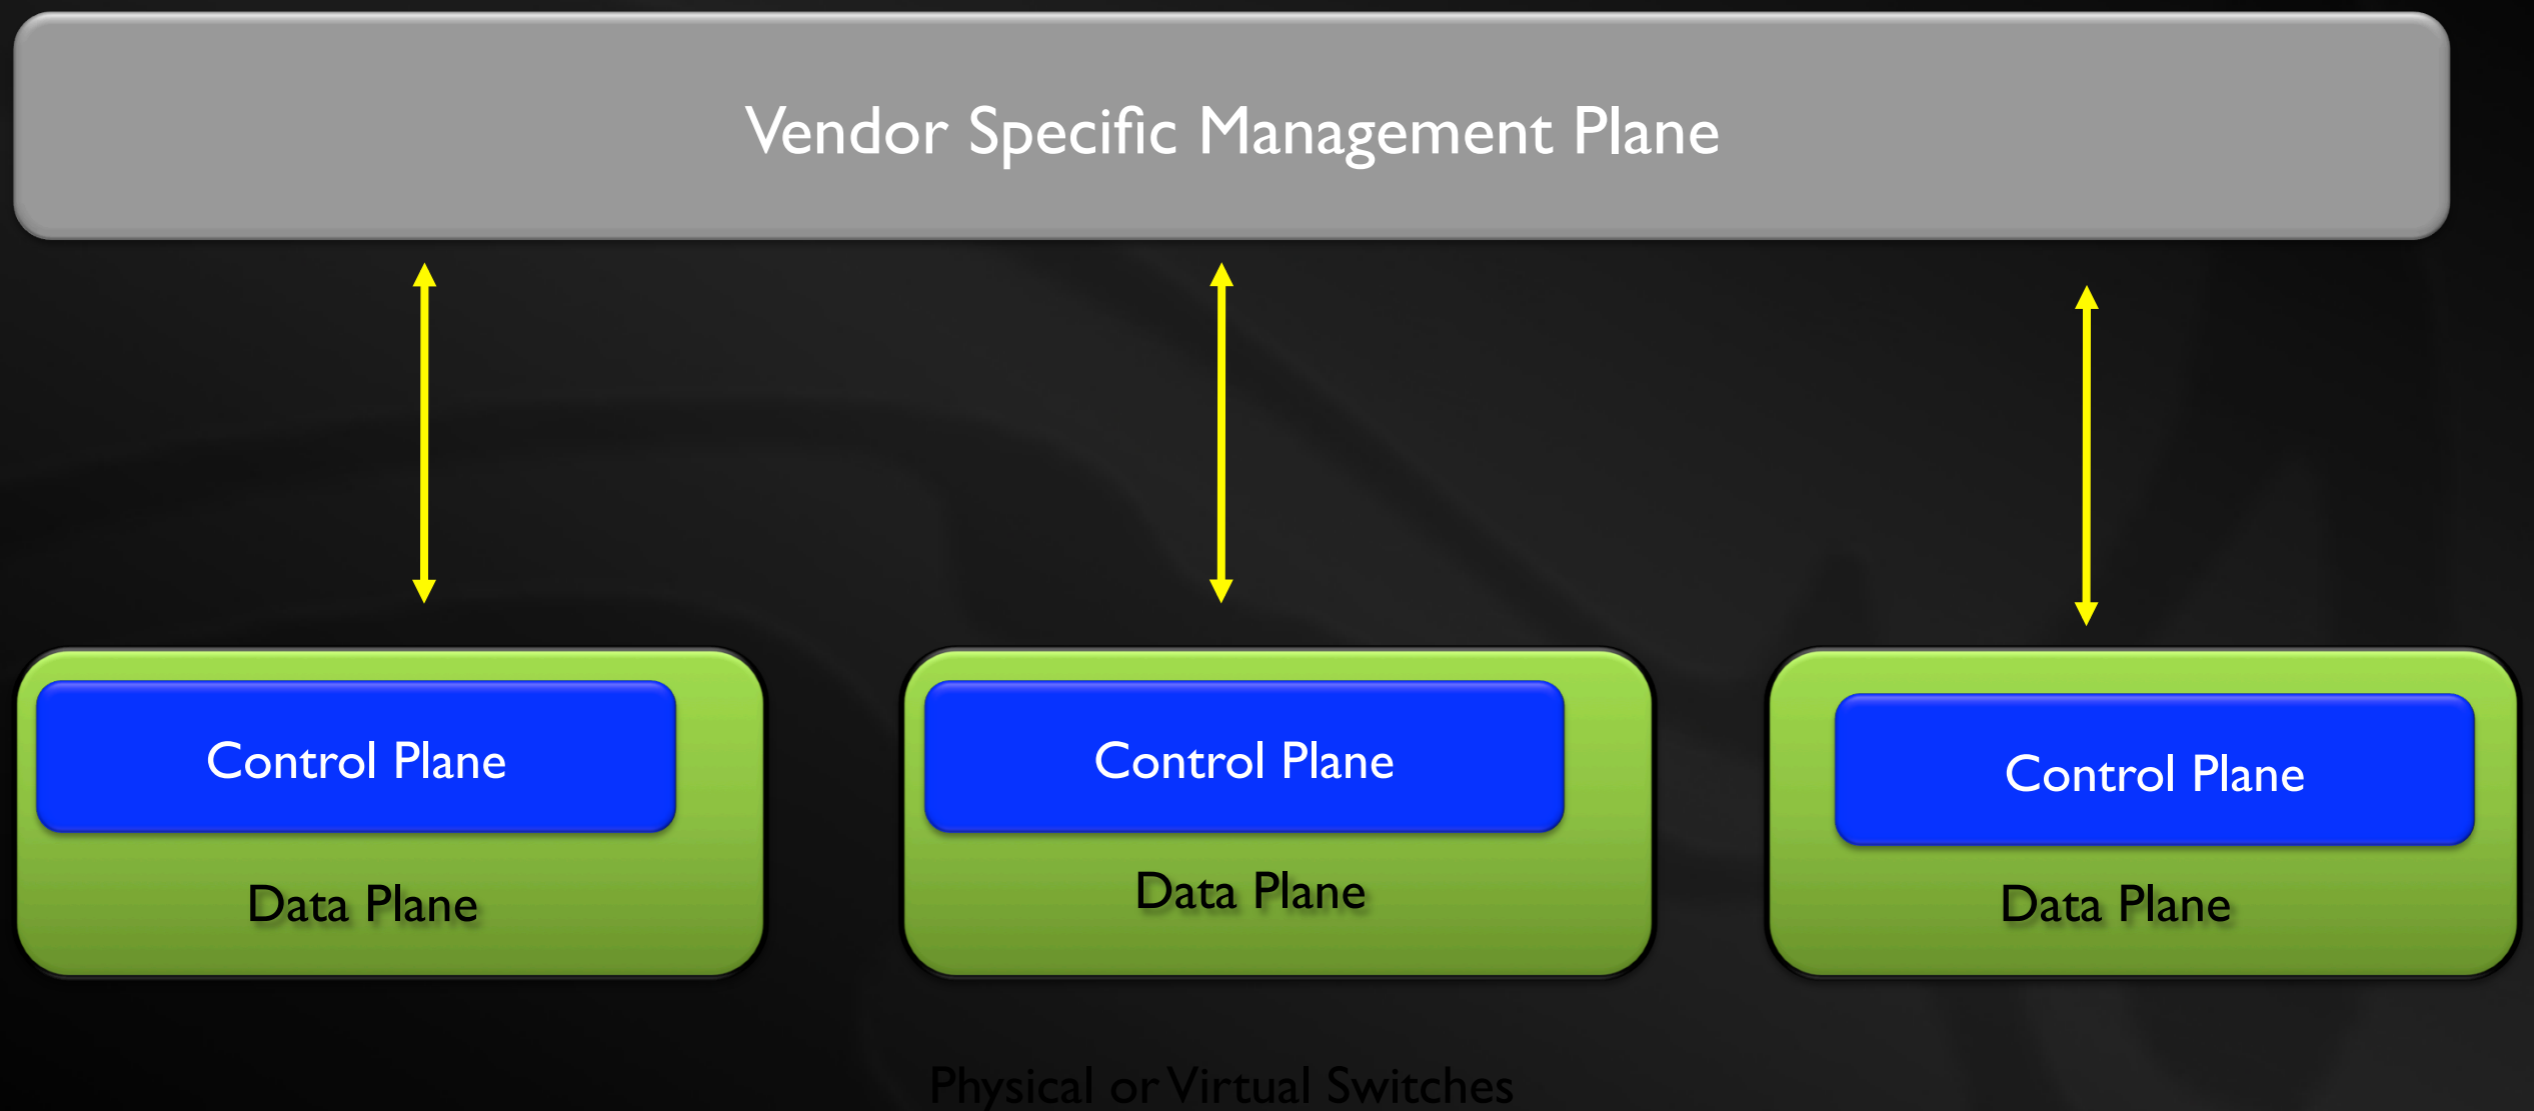 Vendor Specific Management Plane
Control Plane
Data Plane
Control Plane
Data Plane
Control Plane
Data Plane
Physical or Virtual Switches